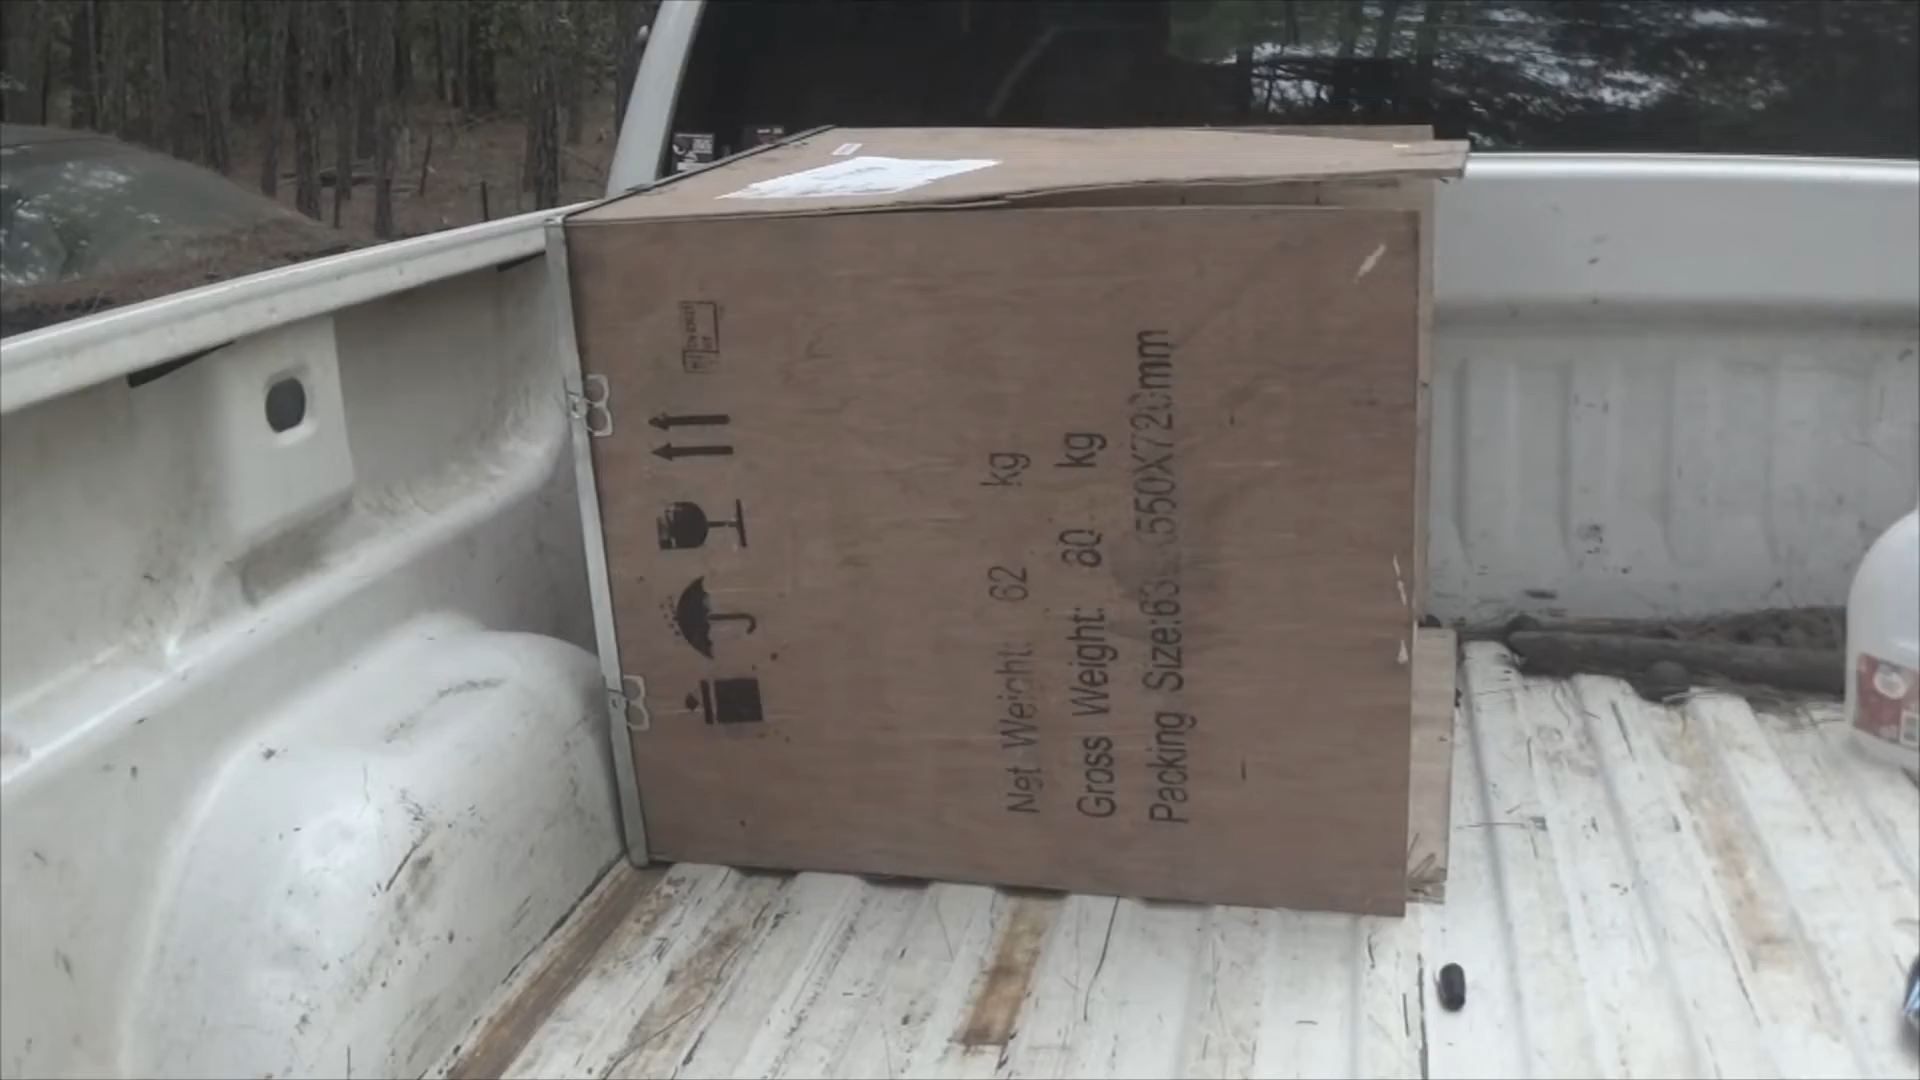 Net Weight: 62 kg
Gross Weight: 80 kg
Packing Size:63 550X720mm